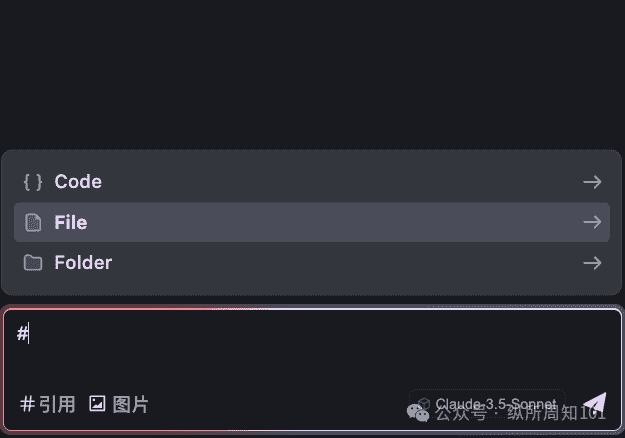 Code
File
Folder
#
#引用 图片
Claude-3.5-Sonnet
公众号 · 纵所周知101